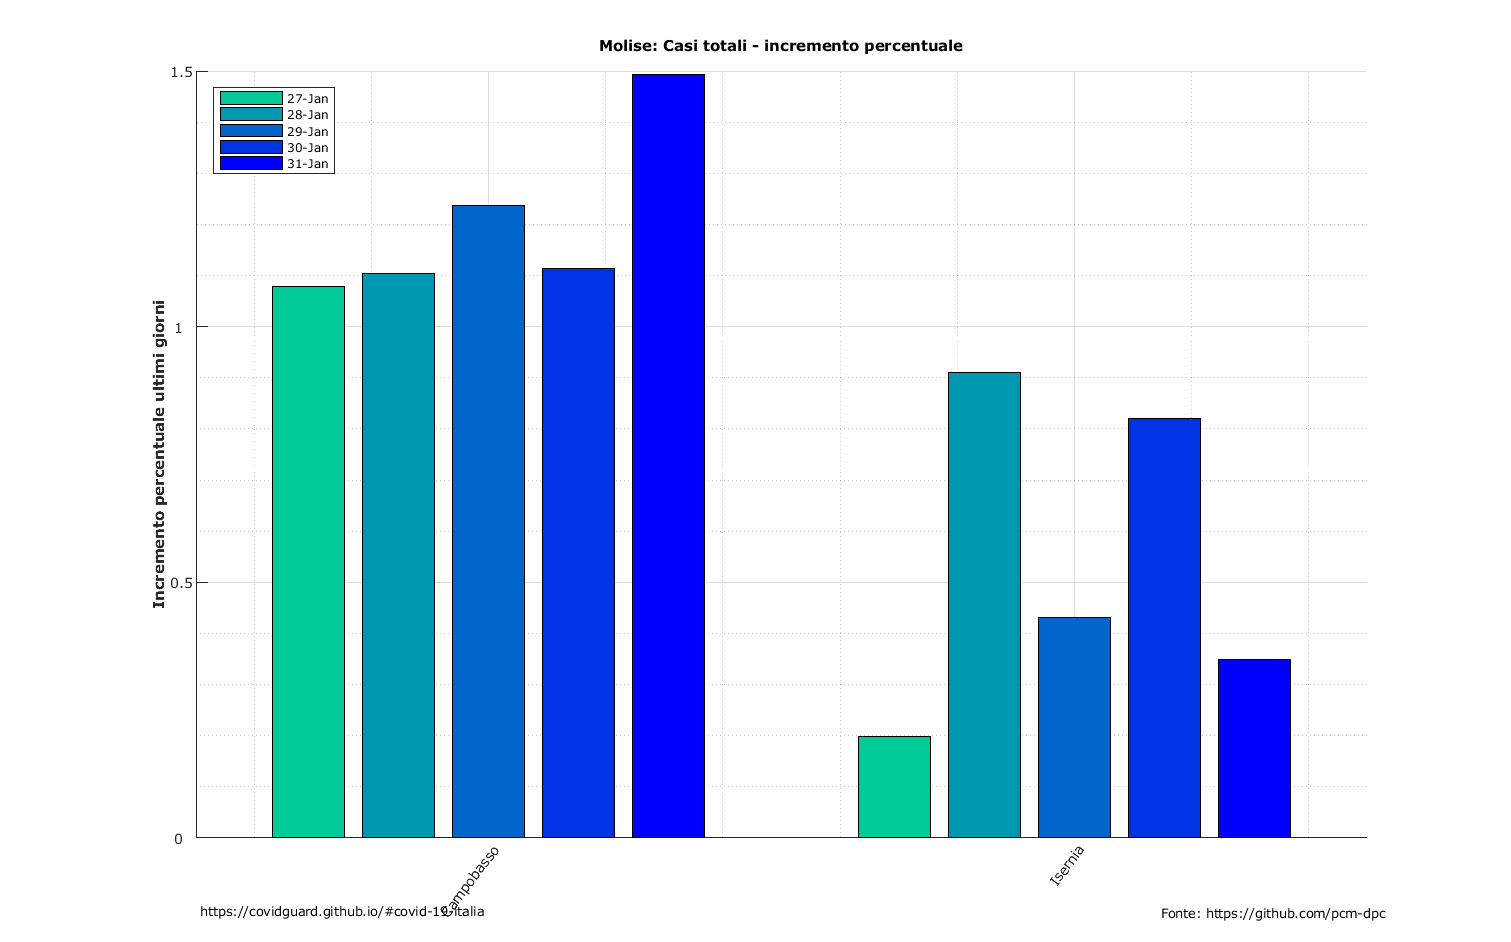 Molise: Casi totali - incremento percentuale
1.5
27-Jan
28-Jan
29-Jan
30-Jan
31-Jan
1
0.5
0
Incremento percentuale ultimi giorni
Campobasso
Isernia
https://covidguard.github.io/#covid-19-italia
Fonte: https://github.com/pcm-dpc